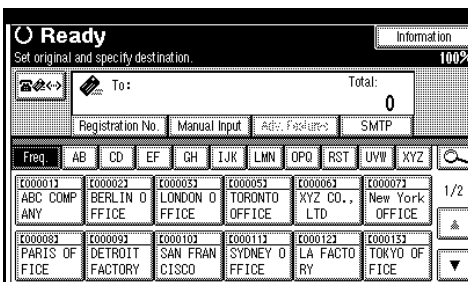 Ready
Information
Set original and specify destination.
100%
To:
Total:
0
Registration No.
Manual Input
Adv. Features
SMTP
Freq.
AB
CD
EF
GH
IJK
LMN
OPQ
RST
UVW
XYZ
[00001]
ABC COMP
ANY
[00002]
BERLIN O
FFICE
[00003]
LONDON O
FFICE
[00005]
TORONTO
OFFICE
[00006]
XYZ CO.,
LTD
[00007]
New York
OFFICE
1/2
[00008]
PARIS OF
FICE
[00009]
DETROIT
FACTORY
[00010]
SAN FRAN
CISCO
[00011]
SYDNEY O
FFICE
[00012]
LA FACTO
RY
[00013]
TOKYO OF
FICE